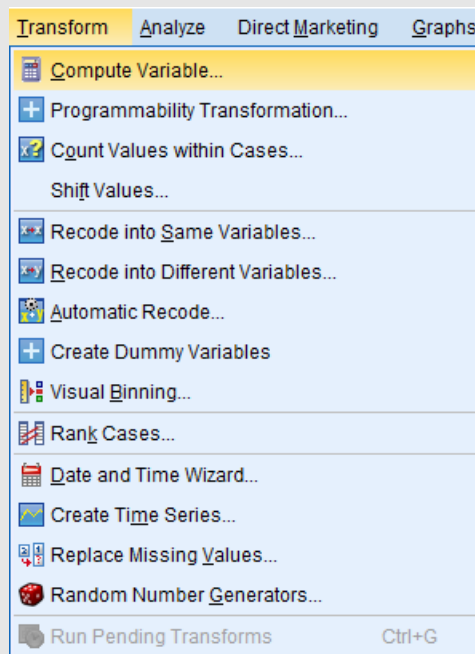 Transform Analyze Direct Marketing Graphs
Compute Variable...
Programmability Transformation...
Count Values within Cases...
Shift Values...
Recode into Same Variables...
Recode into Different Variables...
Automatic Recode...
Create Dummy Variables
Visual Binning...
Rank Cases...
Date and Time Wizard...
Create Time Series...
Replace Missing Values...
Random Number Generators...
Run Pending Transforms Ctrl+G